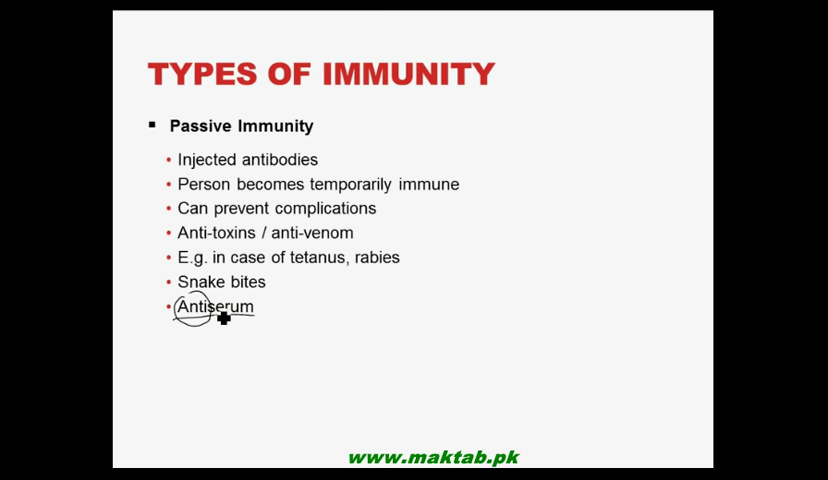 TYPES OF IMMUNITY
▪ Passive Immunity
• Injected antibodies
• Person becomes temporarily immune
• Can prevent complications
• Anti-toxins / anti-venom
• E.g. in case of tetanus, rabies
• Snake bites
• Antiserum
www.maktab.pk